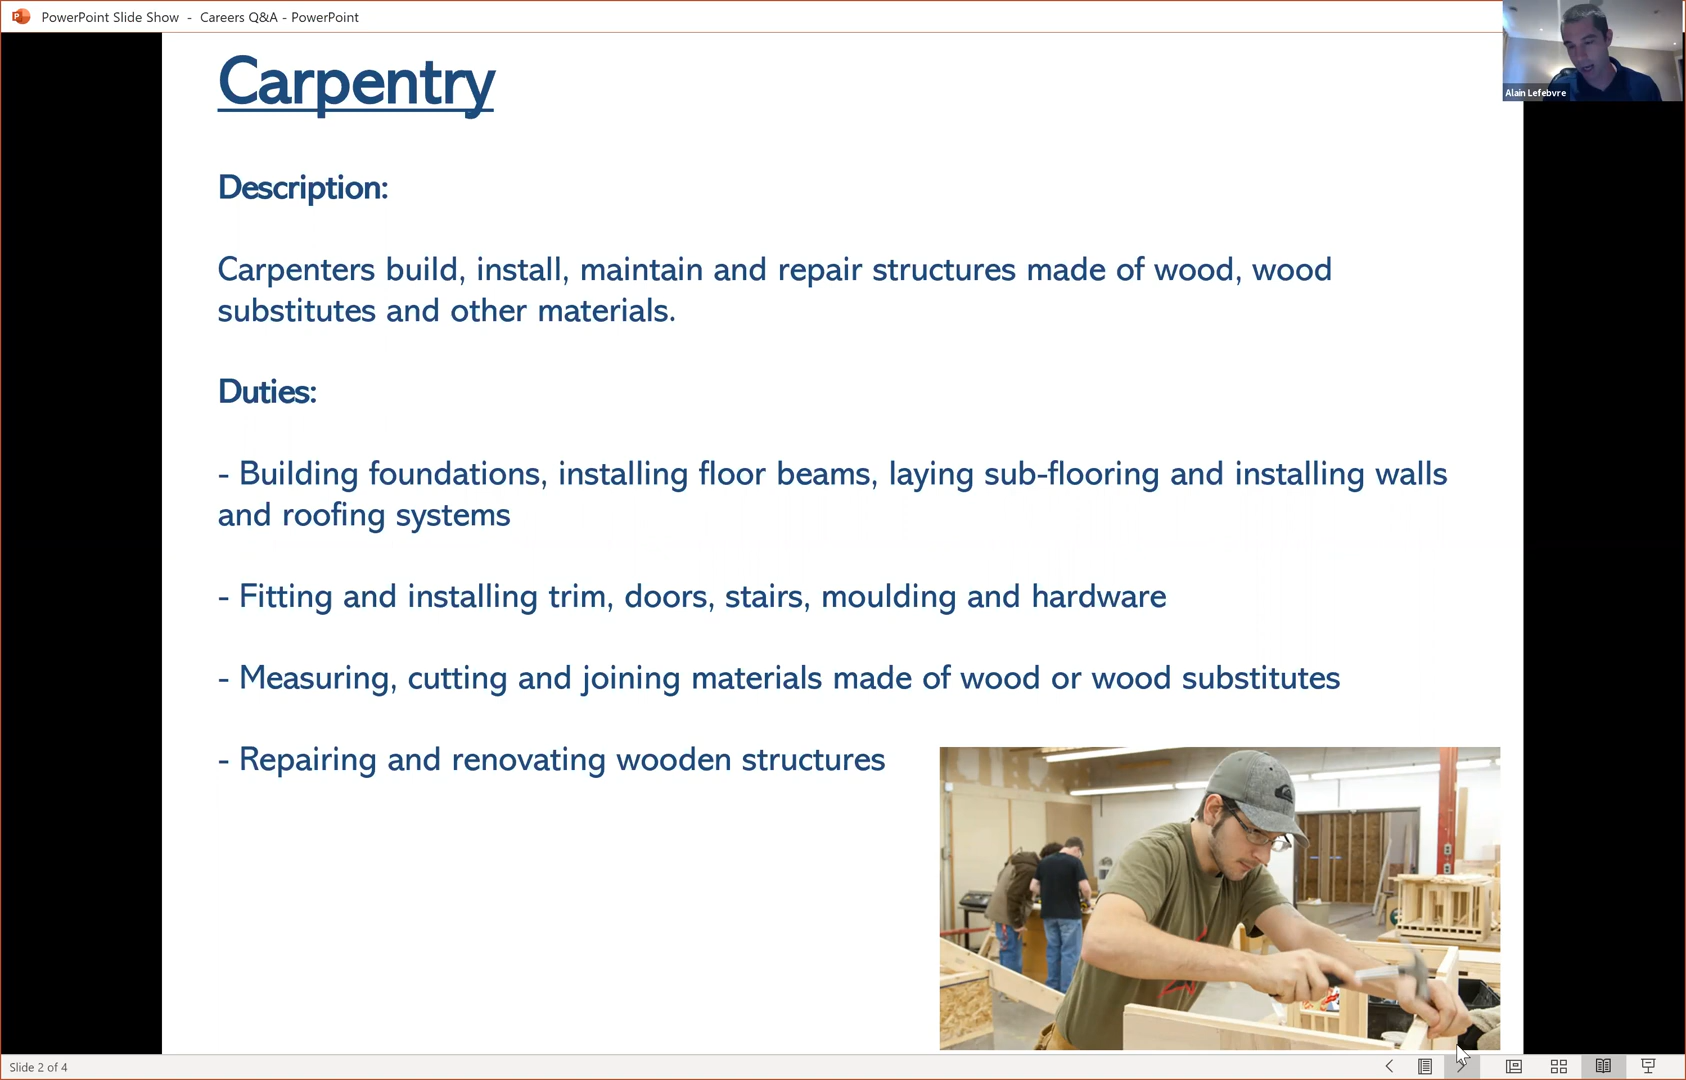 PowerPoint Slide Show - Careers Q&A - PowerPoint
Alain Lefebvre
Carpentry
Description:
Carpenters build, install, maintain and repair structures made of wood, wood
substitutes and other materials.
Duties:
- Building foundations, installing floor beams, laying sub-flooring and installing walls
and roofing systems
- Fitting and installing trim, doors, stairs, moulding and hardware
- Measuring, cutting and joining materials made of wood or wood substitutes
- Repairing and renovating wooden structures
Slide 2 of 4